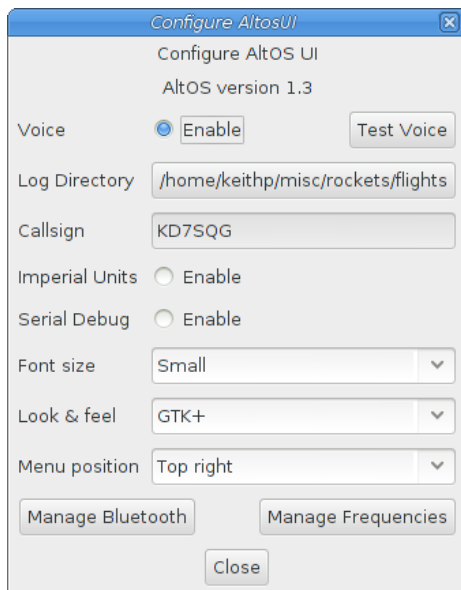 Configure AltosUI
Configure AltOS UI
AltOS version 1.3
Voice Enable Test Voice
Log Directory /home/keithp/misc/rockets/flights
Callsign KD7SQG
Imperial Units Enable
Serial Debug Enable
Font size Small
Look & feel GTK+
Menu position Top right
Manage Bluetooth Manage Frequencies
Close